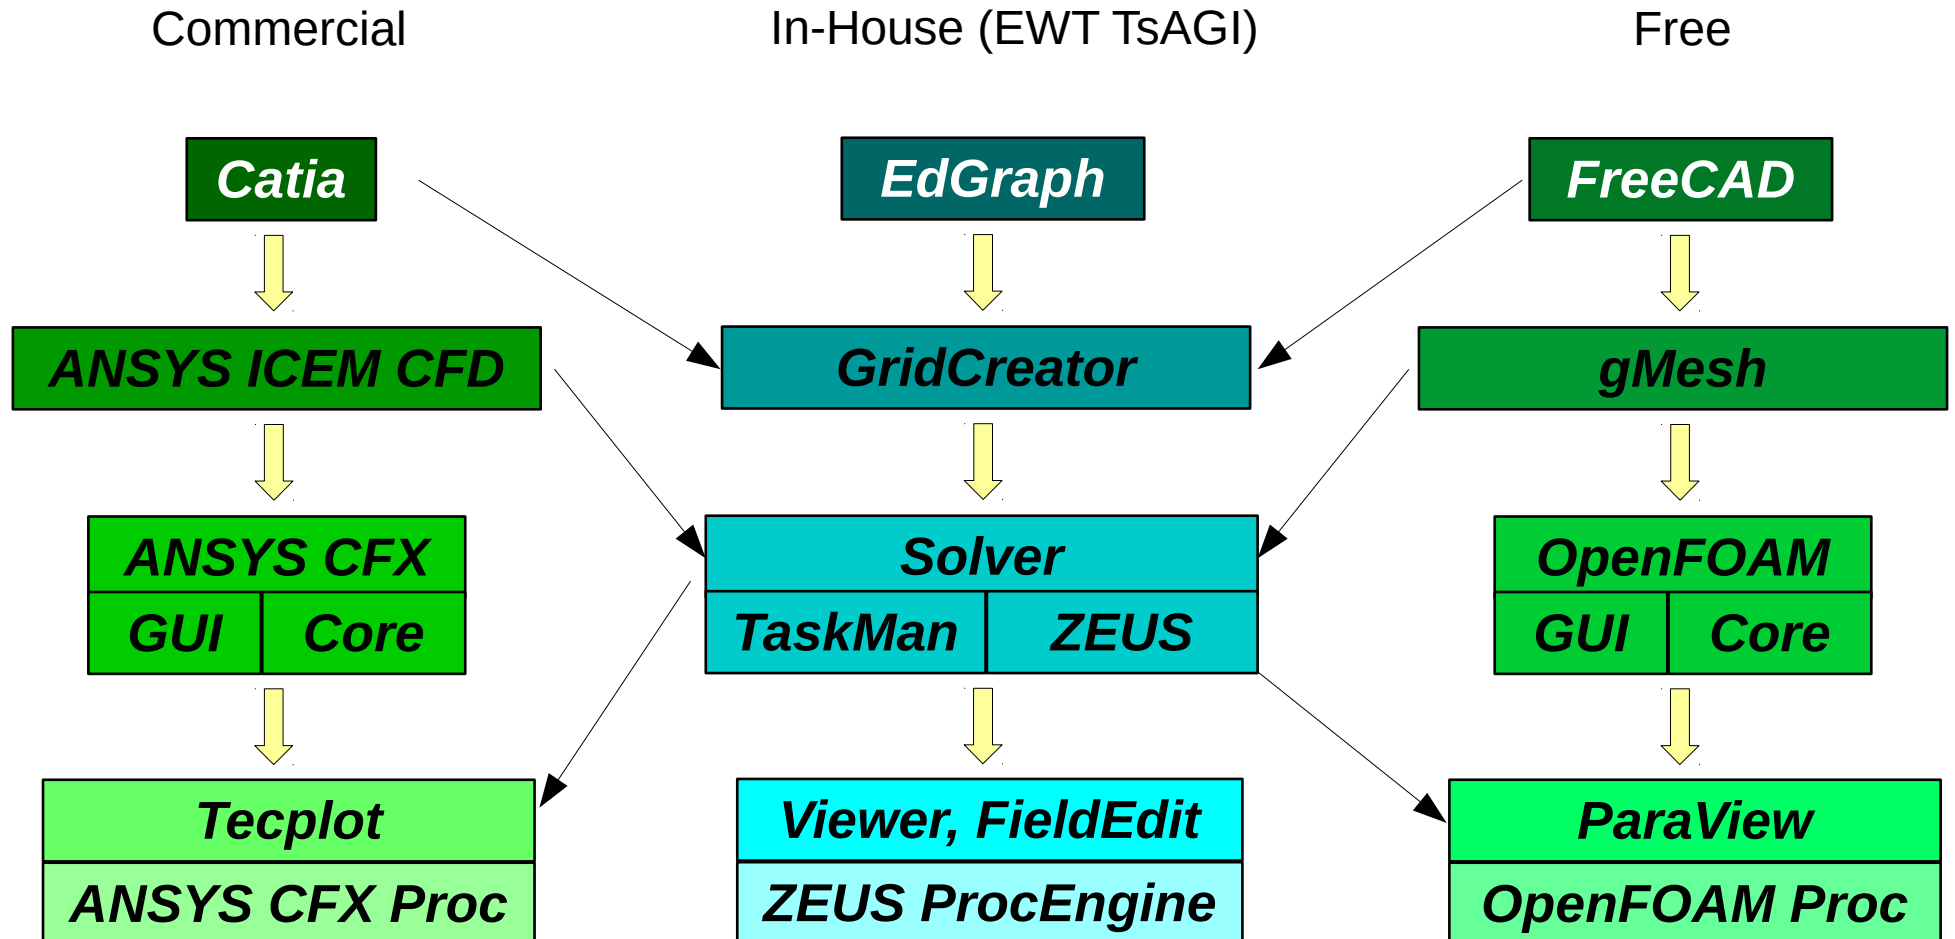 Commercial
In-House (EWT TsAGI)
Free
Catia
EdGraph
FreeCAD
ANSYS ICEM CFD
GridCreator
gMesh
ANSYS CFX
Solver
OpenFOAM
GUI
Core
TaskMan
ZEUS
GUI
Core
Tecplot
Viewer, FieldEdit
ParaView
ANSYS CFX Proc
ZEUS ProcEngine
OpenFOAM Proc